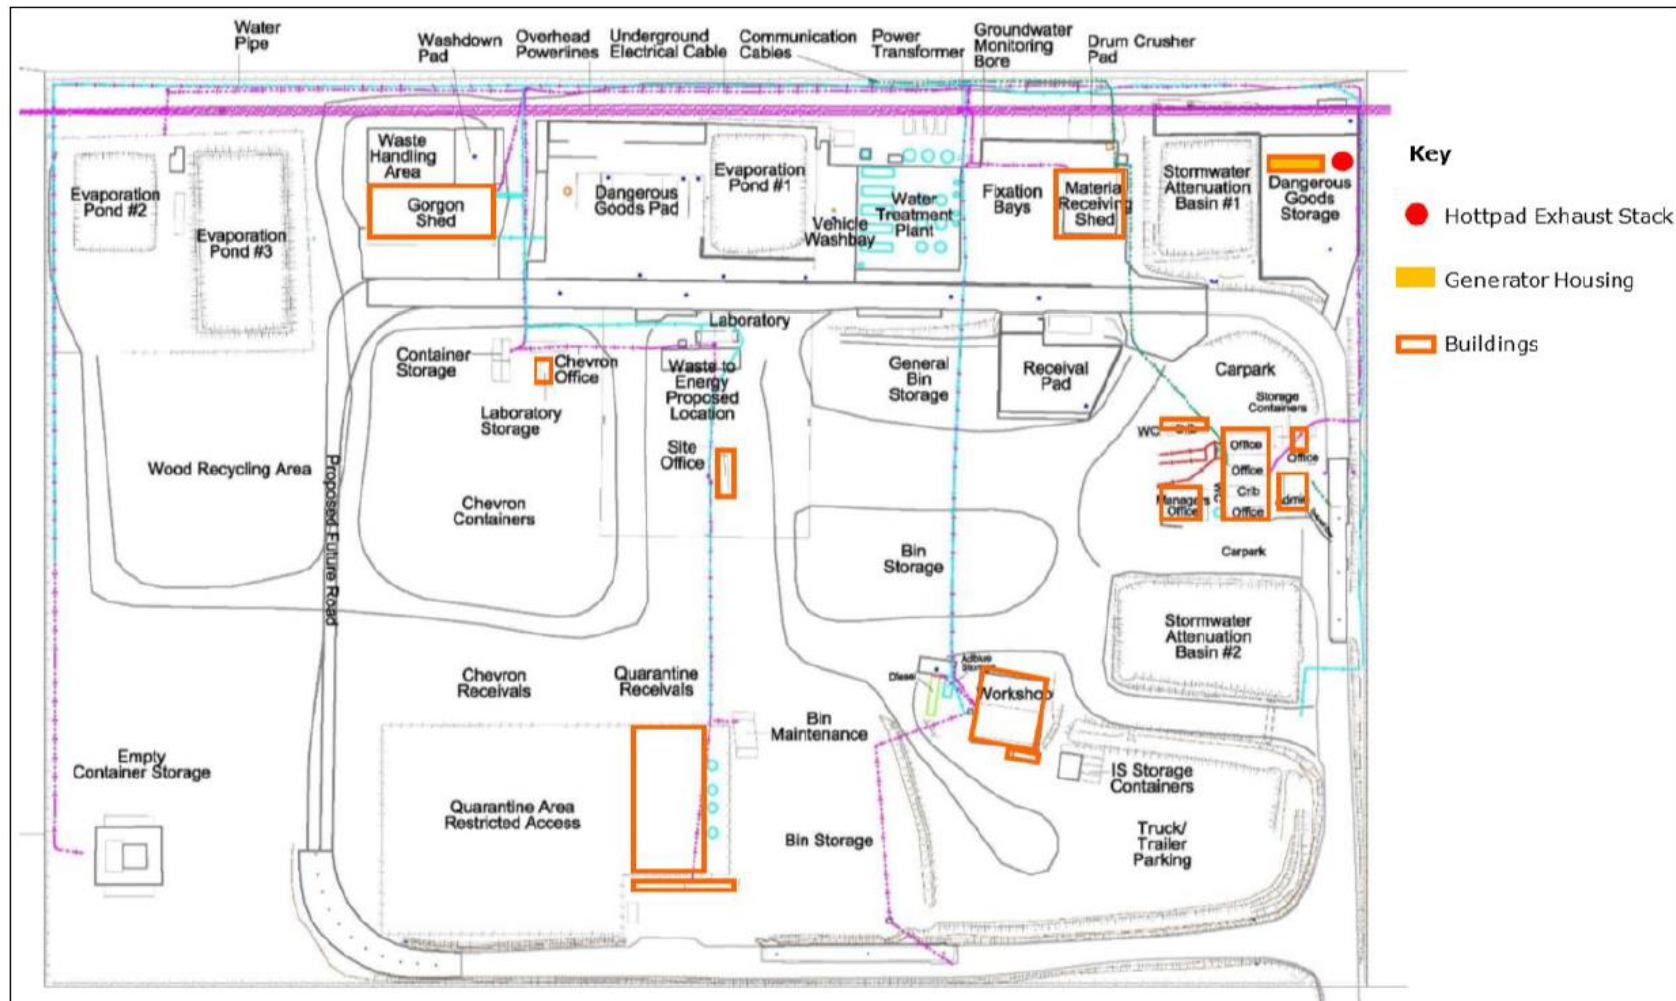 Water
Pipe
Washdown
Pad
Overhead
Powerlines
Underground
Electrical Cable
Communication
Cables
Power
Transformer
Groundwater
Monitoring
Bore
Drum Crusher
Pad
Key
Hottpad Exhaust Stack
Generator Housing
Buildings
Evaporation
Pond #2
Evaporation
Pond #3
Waste
Handling
Area
Gorgon
Shed
Dangerous
Goods Pad
Evaporation
Pond #1
Vehicle
Washbay
Water
Treatment
Plant
Fixation
Bays
Material
Receiving
Shed
Stormwater
Attenuation
Basin #1
Dangerous
Goods
Storage
Container
Storage
Chevron
Office
Laboratory
Storage
Laboratory
Waste to
Energy
Proposed
Location
Site
Office
General
Bin
Storage
Receival
Pad
Carpark
Storage
Containers
WC
Crib
Office
Office
Crib
Office
WC
Office
Managers
Office
Admin
Carpark
Wood Recycling Area
Proposed Future Road
Chevron
Containers
Bin
Storage
Stormwater
Attenuation
Basin #2
Chevron
Receivals
Quarantine
Receivals
Diesel
Adblue
Storage
Workshop
Bin
Maintenance
IS Storage
Containers
Empty
Container Storage
Quarantine Area
Restricted Access
Bin Storage
Truck/
Trailer
Parking